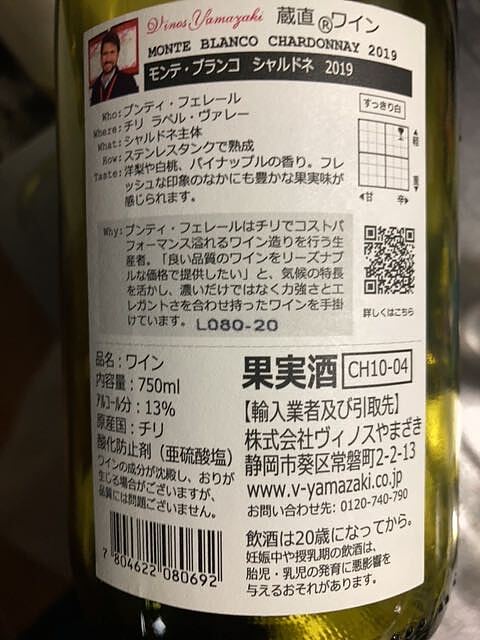 Vinos Yamazaki 蔵直®ワイン
MONTE BLANCO CHARDONNAY 2019
モンテ・ブランコ シャルドネ 2019
Who:ブンティ・フェレール
Where:チリ ラペル・ヴァレー
What:シャルドネ主体
How:ステンレスタンクで熟成
Taste:洋梨や白桃、パイナップルの香り。フレ
ッシュな印象のなかにも豊かな果実味が
感じられます。
すっきり白
▲軽
重▼
◀甘 辛▶
Why:ブンティ・フェレールはチリでコストパ
フォーマンス溢れるワイン造りを行う生
産者。「良い品質のワインをリーズナブ
ルな価格で提供したい」と、気候の特長
を活かし、濃いだけではなく力強さとエ
レガントさを合わせ持ったワインを手掛
けています。 L080-20
詳しくはこちら
品名:ワイン
内容量:750ml
アルコール分:13%
原産国:チリ
酸化防止剤(亜硫酸塩)
ワインの成分が沈殿し、おりが
生じる場合がございますが、
品質には問題ございません。
7 804622 080692
果実酒 CH10-04
【輸入業者及び引取先】
株式会社ヴィノスやまざき
静岡市葵区常磐町2-2-13
www.v-yamazaki.co.jp
お問い合わせ先: 0120-740-790
飲酒は20歳になってから。
妊娠中や授乳期の飲酒は、
胎児・乳児の発育に悪影響を
与えるおそれがあります。